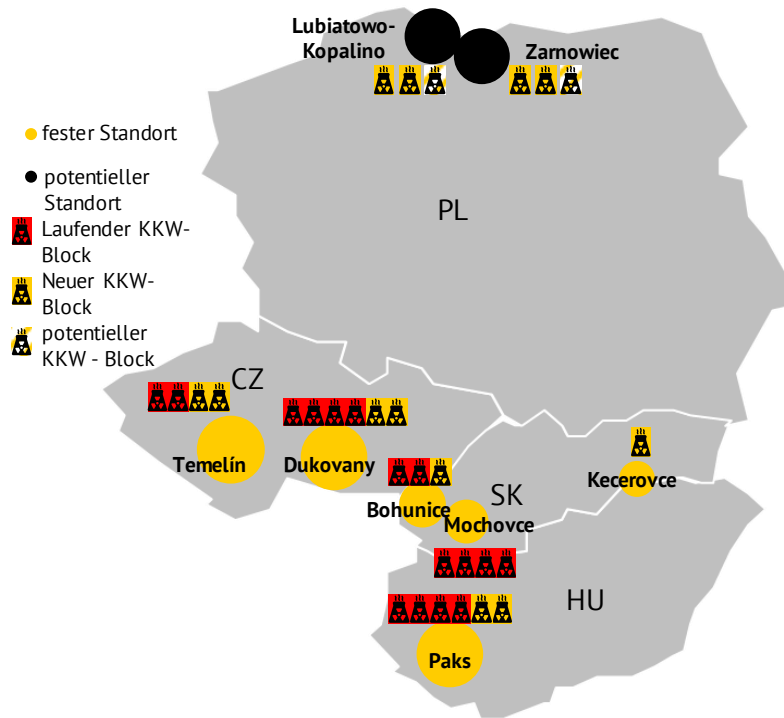 Lubiatowo-
Kopalino
Zarnowiec
fester Standort
potentieller
Standort
Laufender KKW-
Block
Neuer KKW-
Block
potentieller
KKW - Block
PL
CZ
Temelín
Dukovany
Bohunice
SK
Mochovce
Kecerovce
HU
Paks